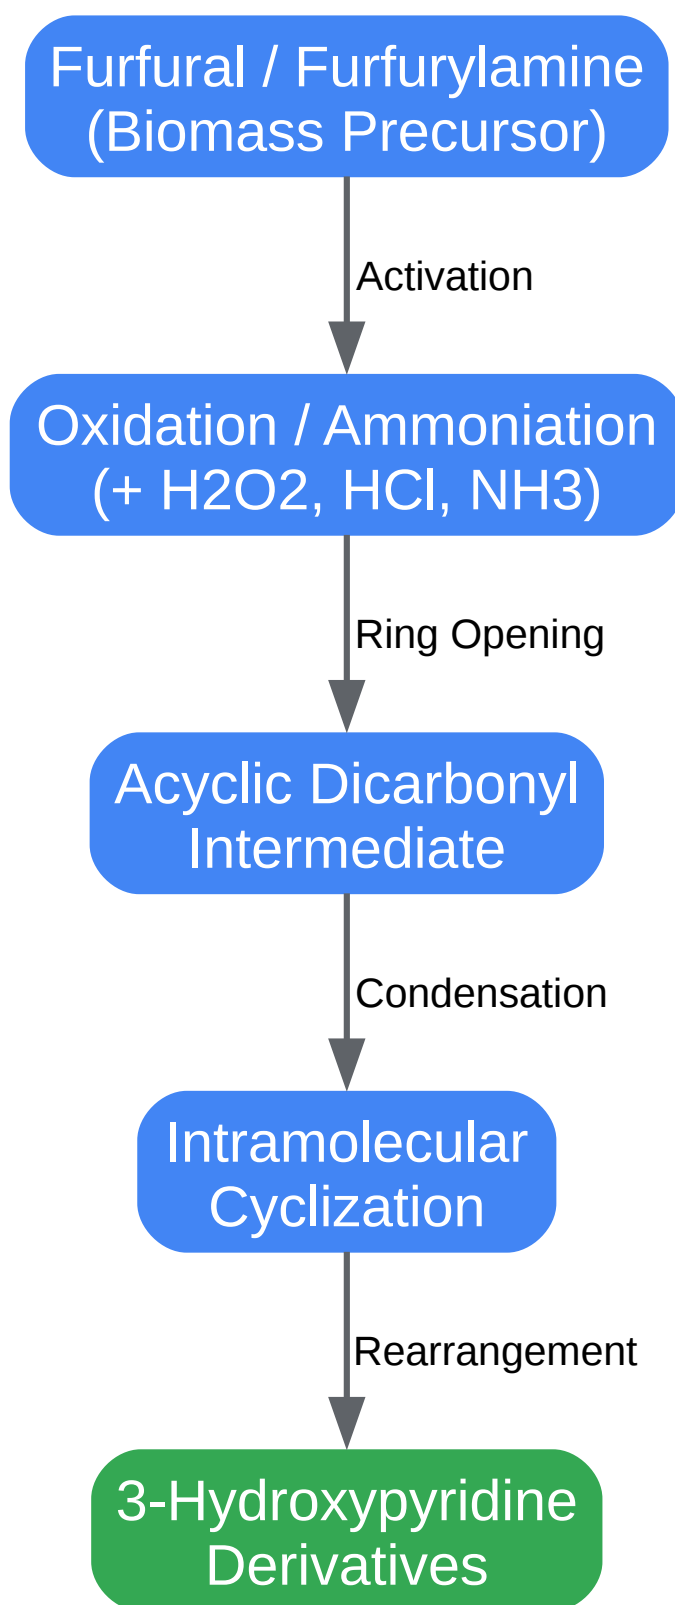 Furfural / Furfurylamine
(Biomass Precursor)
Activation
Oxidation / Ammoniation
(+ H2O2, HCl, NH3)
Ring Opening
Acyclic Dicarbonyl
Intermediate
Condensation
Intramolecular
Cyclization
Rearrangement
3-Hydroxypyridine
Derivatives